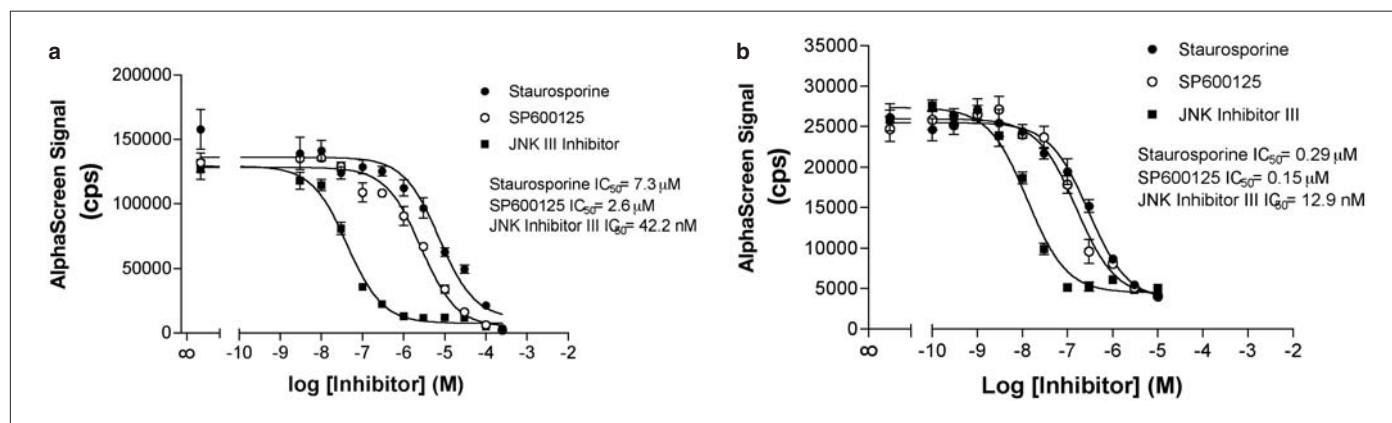 a
AlphaScreen Signal
(cps)
200000
150000
100000
50000
0
8
-10
-9
-8
-7
-6
-5
-4
-3
-2
log [Inhibitor] (M)
Staurosporine
SP600125
JNK III Inhibitor
Staurosporine IC50= 7.3 μM
SP600125 IC50= 2.6 μM
JNK Inhibitor III IC50= 42.2 nM
b
AlphaScreen Signal
(cps)
35000
30000
25000
20000
15000
10000
5000
0
8
-10
-9
-8
-7
-6
-5
-4
-3
-2
Log [Inhibitor] (M)
Staurosporine
SP600125
JNK Inhibitor III
Staurosporine IC50= 0.29 μM
SP600125 IC50= 0.15 μM
JNK Inhibitor III IC50= 12.9 nM